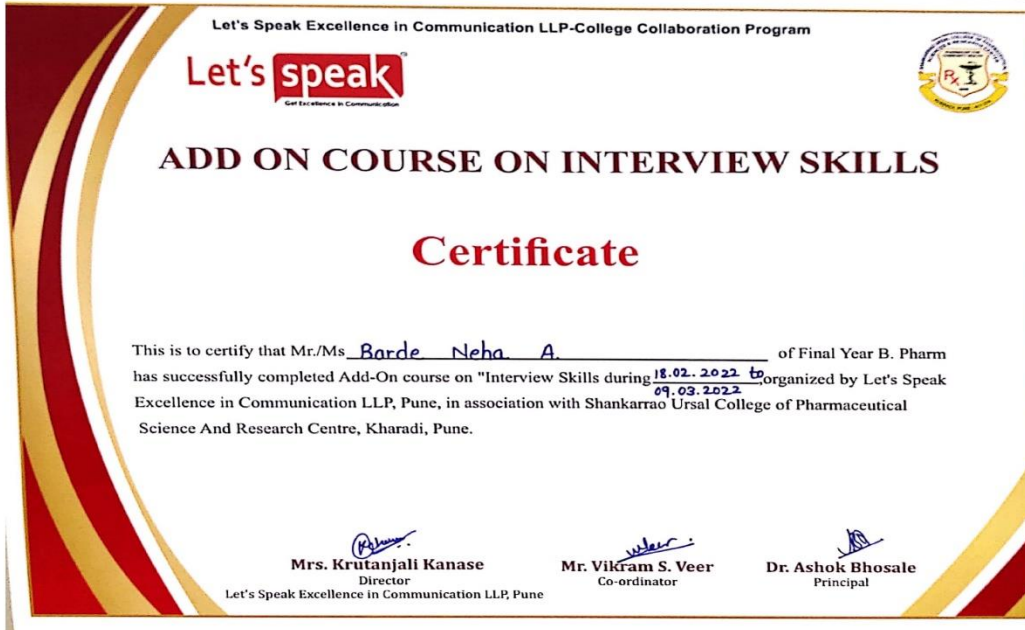 Let's Speak Excellence in Communication LLP-College Collaboration Program
Let's speak
Get Excellence in Communication
Rx
ADD ON COURSE ON INTERVIEW SKILLS
Certificate
This is to certify that Mr./Ms Barde Neha A. of Final Year B. Pharm
has successfully completed Add-On course on "Interview Skills during 18.02.2022 to organized by Let's Speak
09.03.2022
Excellence in Communication LLP, Pune, in association with Shankarrao Ursal College of Pharmaceutical
Science And Research Centre, Kharadi, Pune.
Mrs. Krutanjali Kanase
Director
Let's Speak Excellence in Communication LLP, Pune
Mr. Vikram S. Veer
Co-ordinator
Dr. Ashok Bhosale
Principal